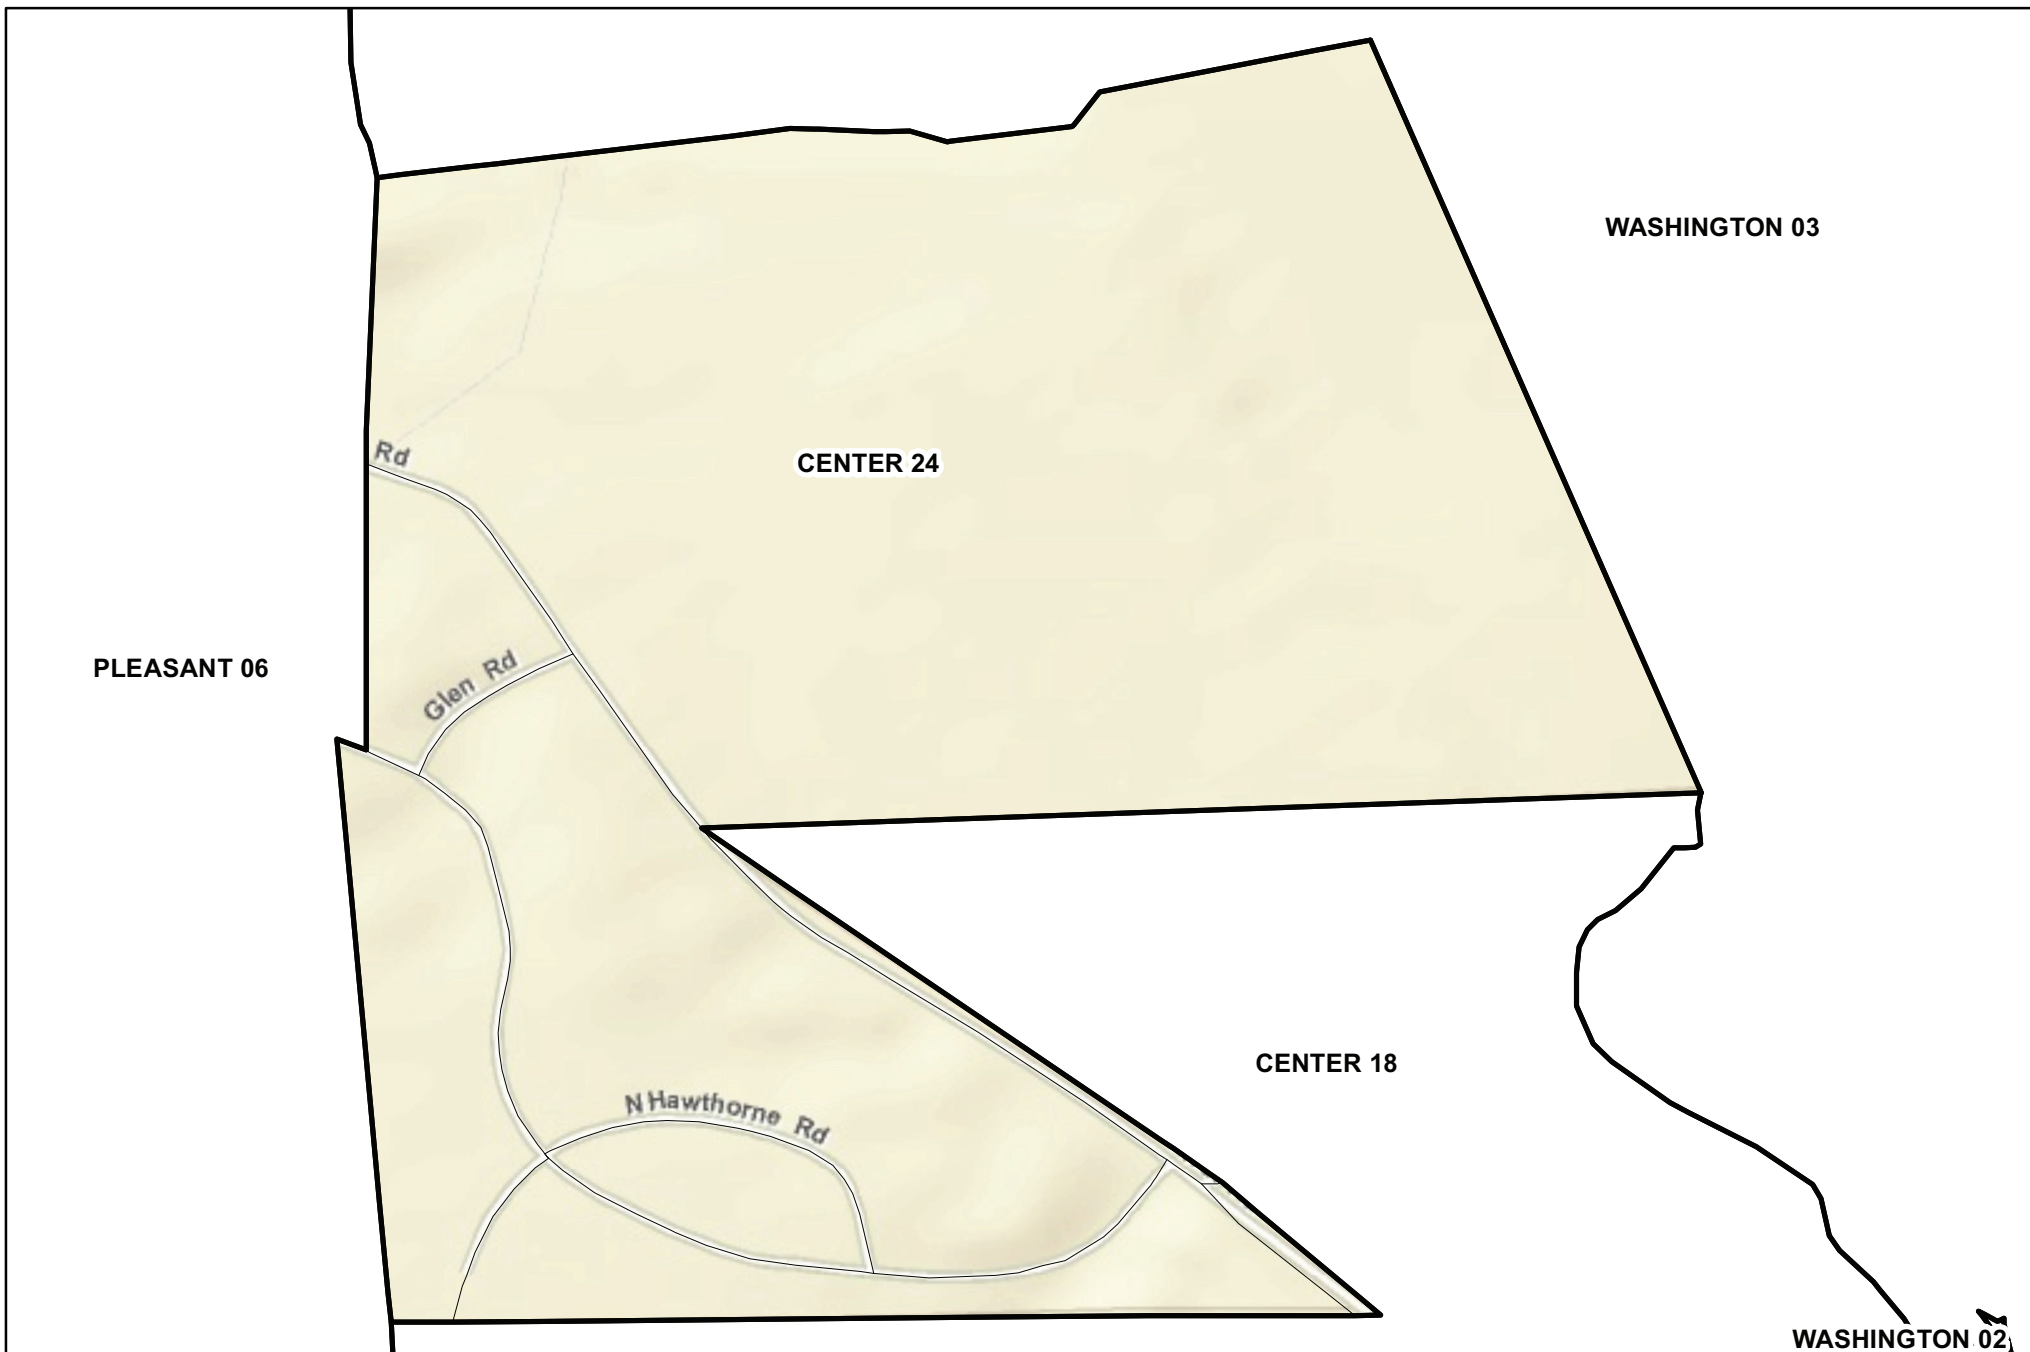 WASHINGTON 03
CENTER 24
Rd
PLEASANT 06
Glen Rd
CENTER 18
N Hawthorne Rd
WASHINGTON 02